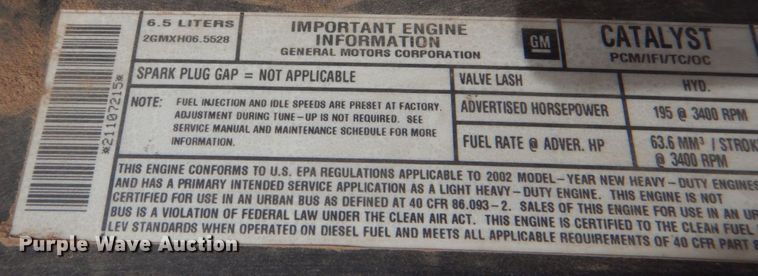 6.5 LITERS
2GMXH06.5528
IMPORTANT ENGINE
INFORMATION
GENERAL MOTORS CORPORATION
GM
CATALYST
PCM/IFI/TC/OC
*21107215*
SPARK PLUG GAP = NOT APPLICABLE
VALVE LASH
HYD.
NOTE: FUEL INJECTION AND IDLE SPEEDS ARE PRESET AT FACTORY.
ADJUSTMENT DURING TUNE-UP IS NOT REQUIRED. SEE
SERVICE MANUAL AND MAINTENANCE SCHEDULE FOR MORE
INFORMATION.
ADVERTISED HORSEPOWER
195 @ 3400 RPM
FUEL RATE @ ADVER. HP
63.6 MM³ / STROK
@ 3400 RPM
THIS ENGINE CONFORMS TO U.S. EPA REGULATIONS APPLICABLE TO 2002 MODEL-YEAR NEW HEAVY-DUTY ENGINES
AND HAS A PRIMARY INTENDED SERVICE APPLICATION AS A LIGHT HEAVY-DUTY ENGINE. THIS ENGINE IS NOT
CERTIFIED FOR USE IN AN URBAN BUS AS DEFINED AT 40 CFR 86.093-2. SALES OF THIS ENGINE FOR USE IN AN UR
BUS IS A VIOLATION OF FEDERAL LAW UNDER THE CLEAN AIR ACT. THIS ENGINE IS CERTIFIED TO THE CLEAN FUEL
LEV STANDARDS WHEN OPERATED ON DIESEL FUEL AND MEETS ALL APPLICABLE REQUIREMENTS OF 40 CFR PART 8
Purple Wave Auction